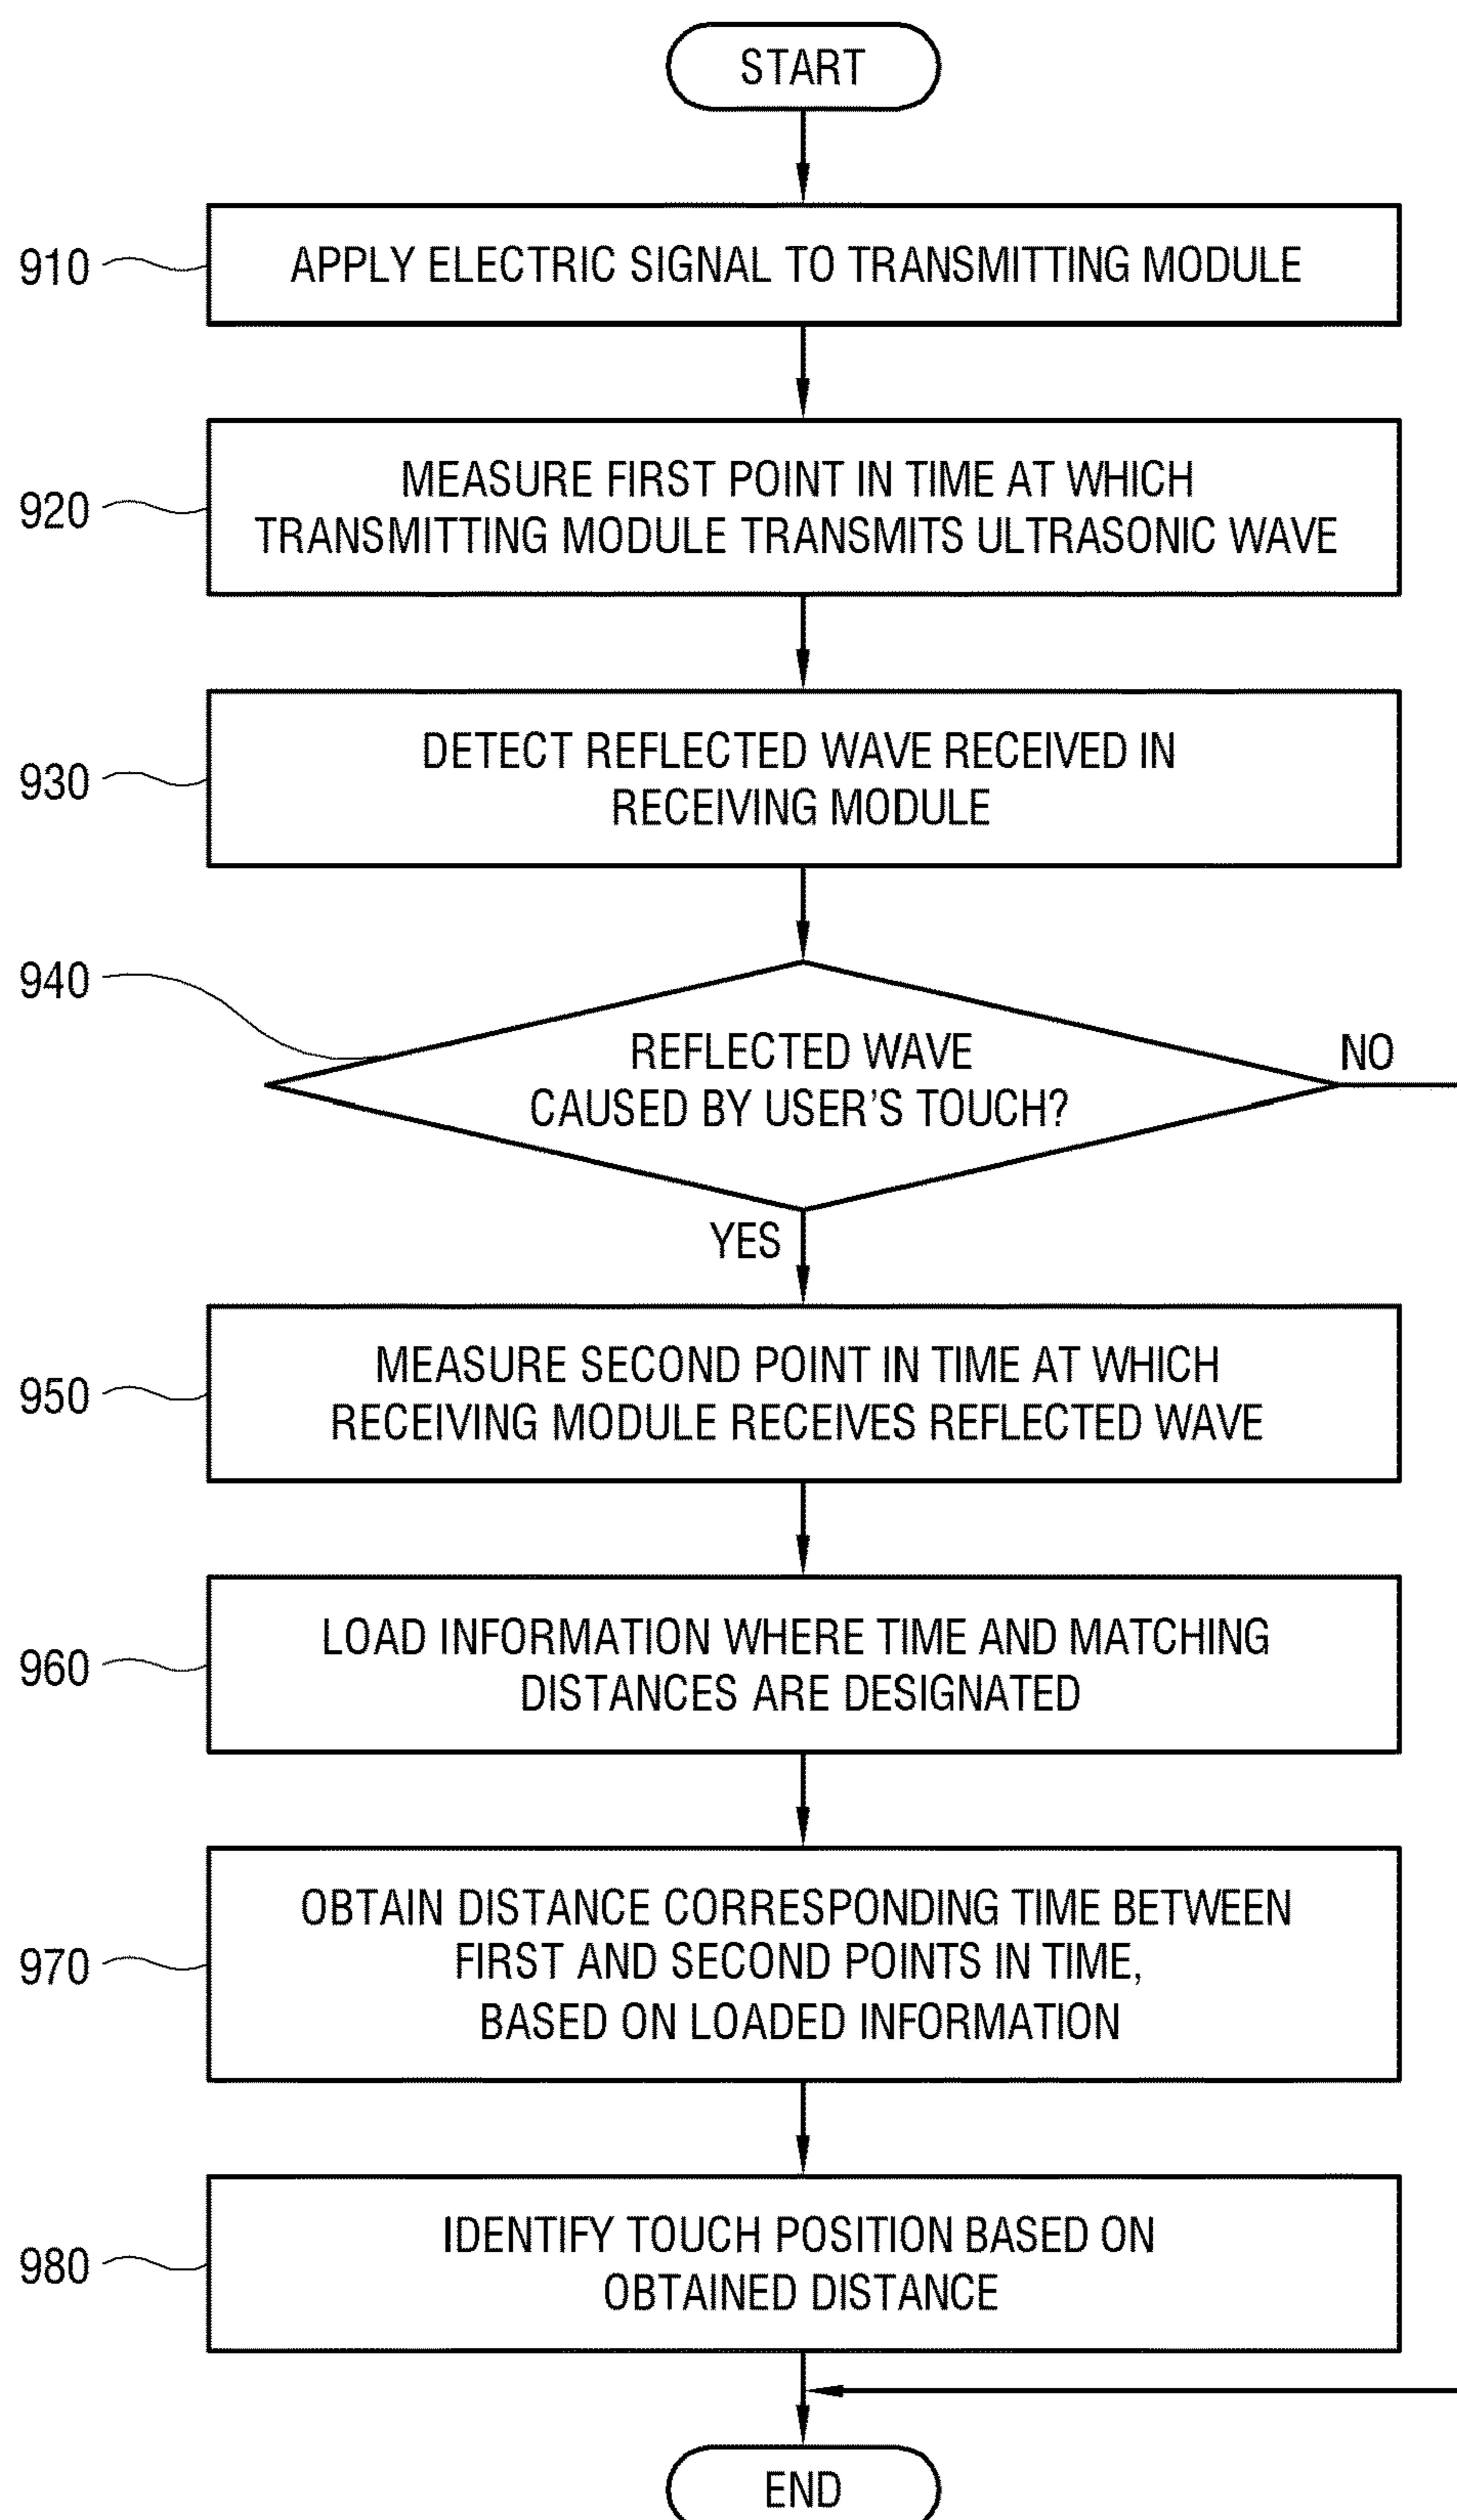 START
910
APPLY ELECTRIC SIGNAL TO TRANSMITTING MODULE
920
MEASURE FIRST POINT IN TIME AT WHICH
TRANSMITTING MODULE TRANSMITS ULTRASONIC WAVE
930
DETECT REFLECTED WAVE RECEIVED IN
RECEIVING MODULE
940
REFLECTED WAVE
CAUSED BY USER'S TOUCH?
NO
YES
950
MEASURE SECOND POINT IN TIME AT WHICH
RECEIVING MODULE RECEIVES REFLECTED WAVE
960
LOAD INFORMATION WHERE TIME AND MATCHING
DISTANCES ARE DESIGNATED
970
OBTAIN DISTANCE CORRESPONDING TIME BETWEEN
FIRST AND SECOND POINTS IN TIME,
BASED ON LOADED INFORMATION
980
IDENTIFY TOUCH POSITION BASED ON
OBTAINED DISTANCE
END